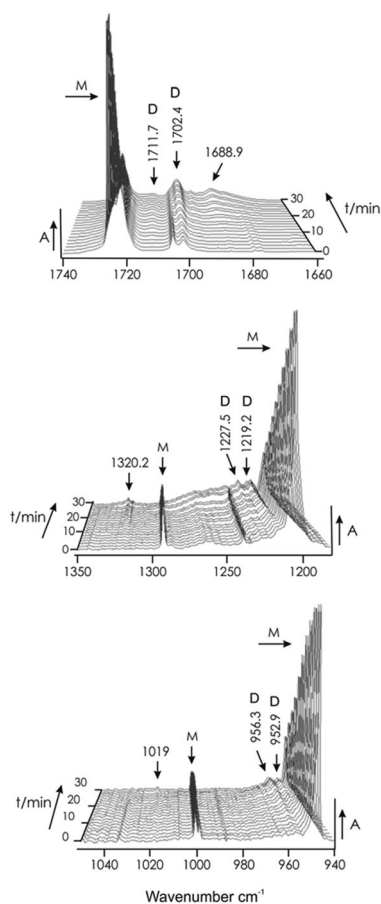 M
D
D
1711.7
1702.4
1688.9
A
30
20
10
0
t/min
1740
1720
1700
1680
1660
M
D
D
1227.5
1219.2
1320.2
M
t/min
30
20
10
0
A
1350
1300
1250
1200
M
D
D
956.3
952.9
1019
M
t/min
30
20
10
0
A
1040
1020
1000
980
960
940
Wavenumber cm-1